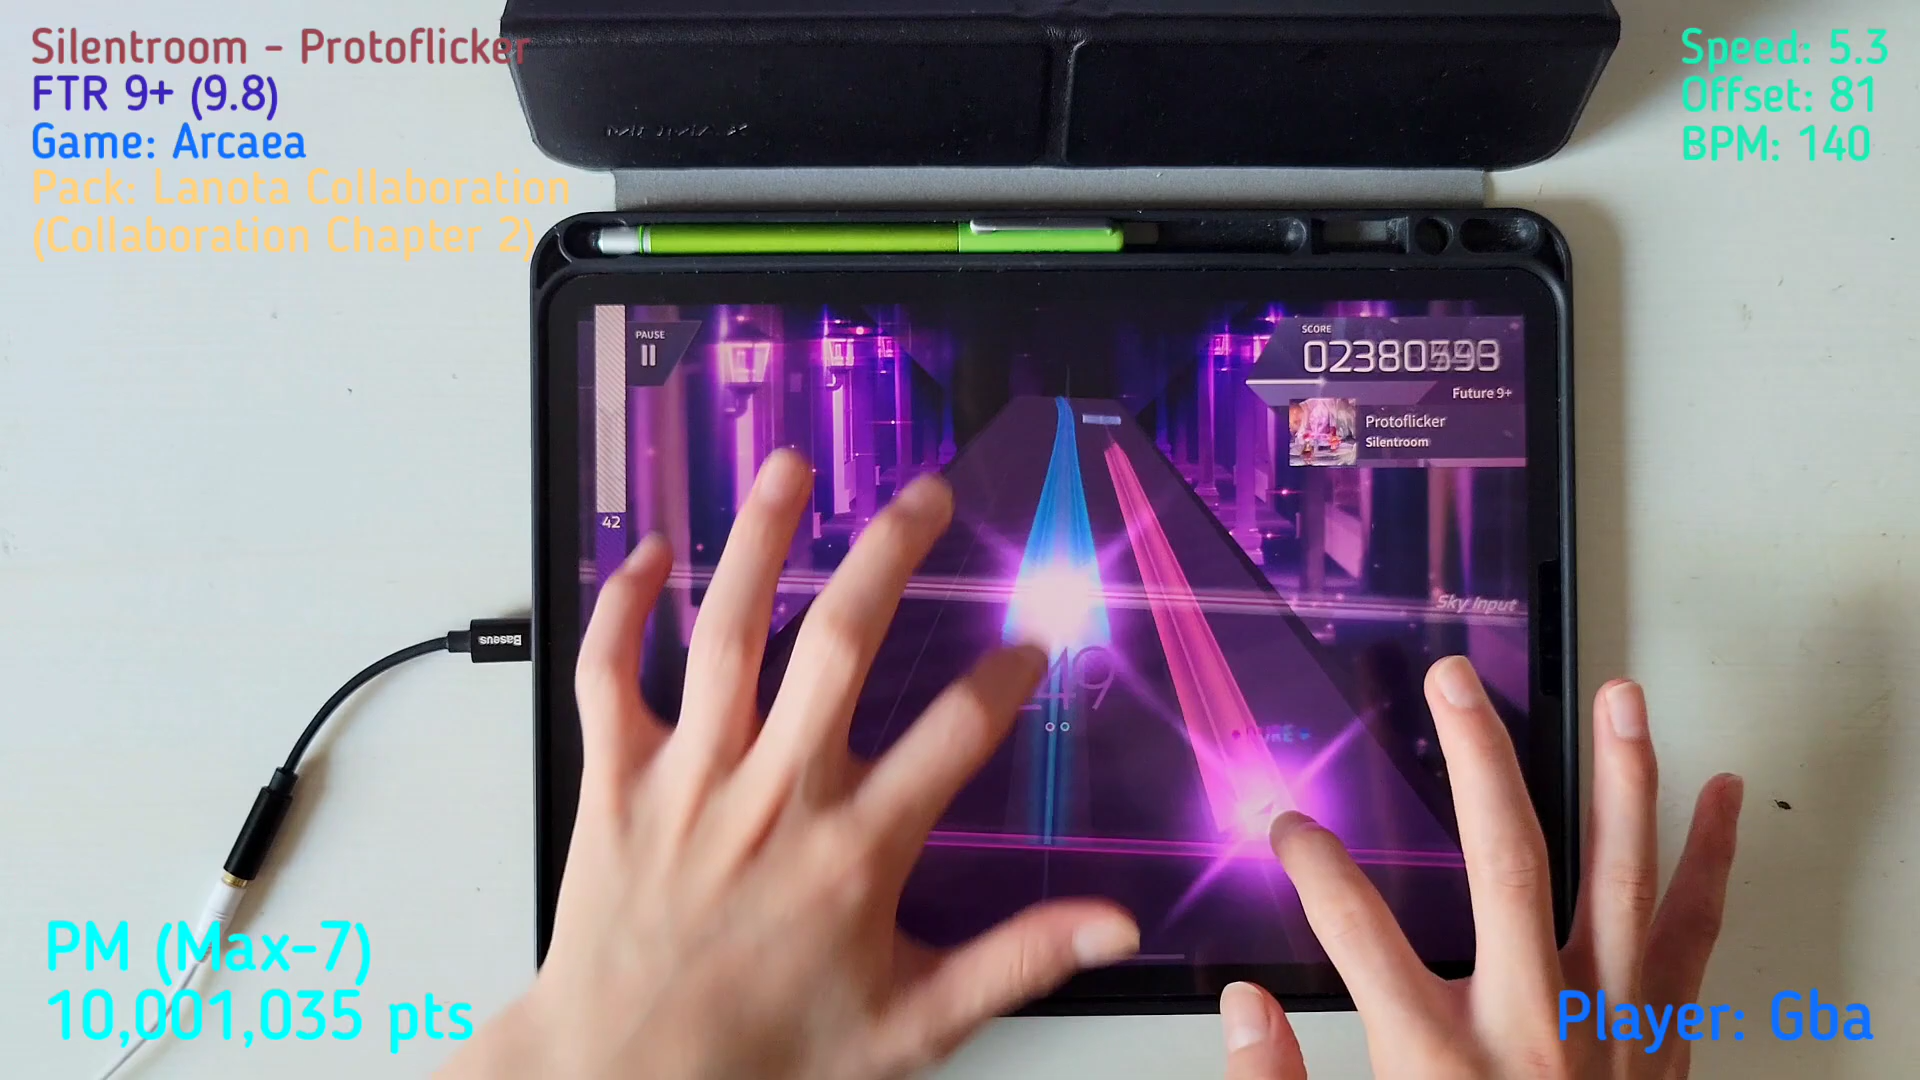 Silentroom - Protoflicker
FTR 9+ (9.8)
Game: Arcaea
Pack: Lanota Collaboration
(Collaboration Chapter 2)
Speed: 5.3
Offset: 81
BPM: 140
PAUSE
SCORE
Future 9+
Protoflicker
Silentroom
42
Sky Input
Baseus
PURE
PM (Max-7)
10,001,035 pts
Player: Gba